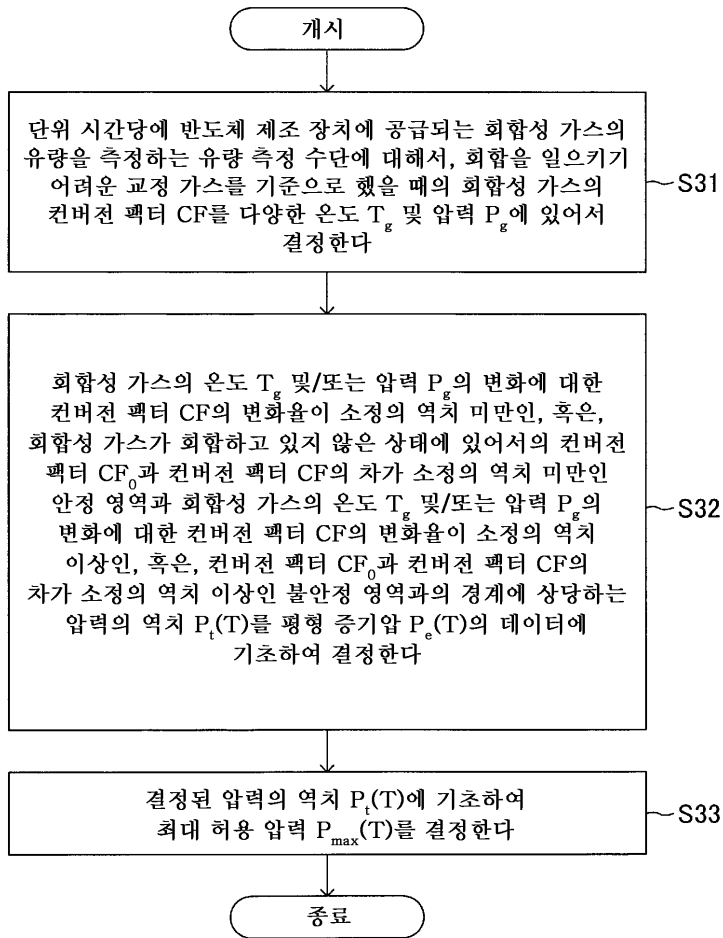 개시
단위 시간당에 반도체 제조 장치에 공급되는 회합성 가스의
유량을 측정하는 유량 측정 수단에 대해서, 회합을 일으키기
어려운 교정 가스를 기준으로 했을 때의 회합성 가스의
컨버전 팩터 CF를 다양한 온도 T_g 및 압력 P_g에 있어서
결정한다
S31
회합성 가스의 온도 T_g 및/또는 압력 P_g의 변화에 대한
컨버전 팩터 CF의 변화율이 소정의 역치 미만인, 혹은,
회합성 가스가 회합하고 있지 않은 상태에 있어서의 컨버전
팩터 CF_0과 컨버전 팩터 CF의 차가 소정의 역치 미만인
안정 영역과 회합성 가스의 온도 T_g 및/또는 압력 P_g의
변화에 대한 컨버전 팩터 CF의 변화율이 소정의 역치
이상인, 혹은, 컨버전 팩터 CF_0과 컨버전 팩터 CF의
차가 소정의 역치 이상인 불안정 영역과의 경계에 상당하는
압력의 역치 P_t(T)를 평형 증기압 P_e(T)의 데이터에
기초하여 결정한다
S32
결정된 압력의 역치 P_t(T)에 기초하여
최대 허용 압력 P_max(T)를 결정한다
S33
종료